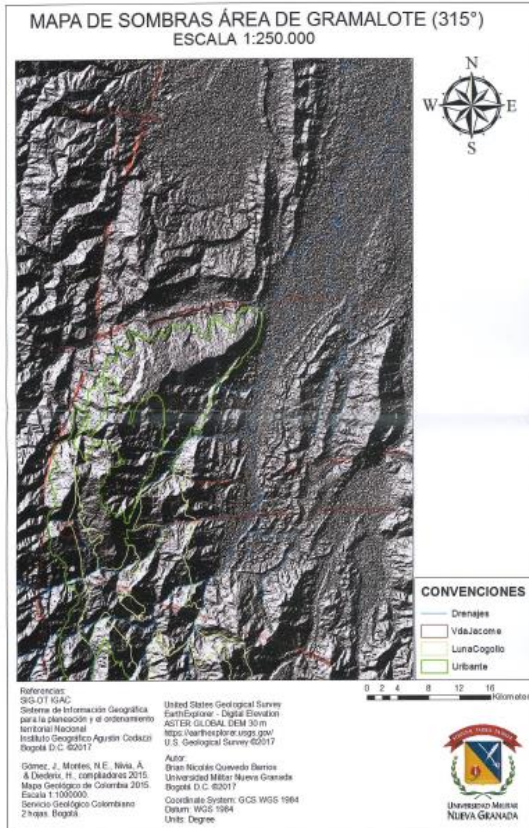 MAPA DE SOMBRAS ÁREA DE GRAMALOTE (315°)
ESCALA 1:250.000
N
W E
S
CONVENCIONES
Drenajes
VdaJacome
LunaCogollo
Uribante
0 2 4 8 12 16
Kilometers
Referencias:
SIG-OT IGAC
Sistema de Información Geográfica
para la planeación y el ordenamiento
territorial Nacional
Instituto Geográfico Agustín Codazzi
Bogotá D.C. ©2017
Gómez, J., Montes, N.E., Nivia, Á.
& Diederix, H., compiladores 2015.
Mapa Geológico de Colombia 2015.
Escala 1:1000000.
Servicio Geológico Colombiano
2 hojas. Bogotá.
United States Geological Survey
EarthExplorer - Digital Elevation
ASTER GLOBAL DEM 30 m
https://earthexplorer.usgs.gov/
U.S. Geological Survey ©2017
Autor:
Brian Nicolás Quevedo Barrios
Universidad Militar Nueva Granada
Bogotá D.C. ©2017
Coordinate System: GCS WGS 1984
Datum: WGS 1984
Units: Degree
UNIVERSIDAD MILITAR
NUEVA GRANADA